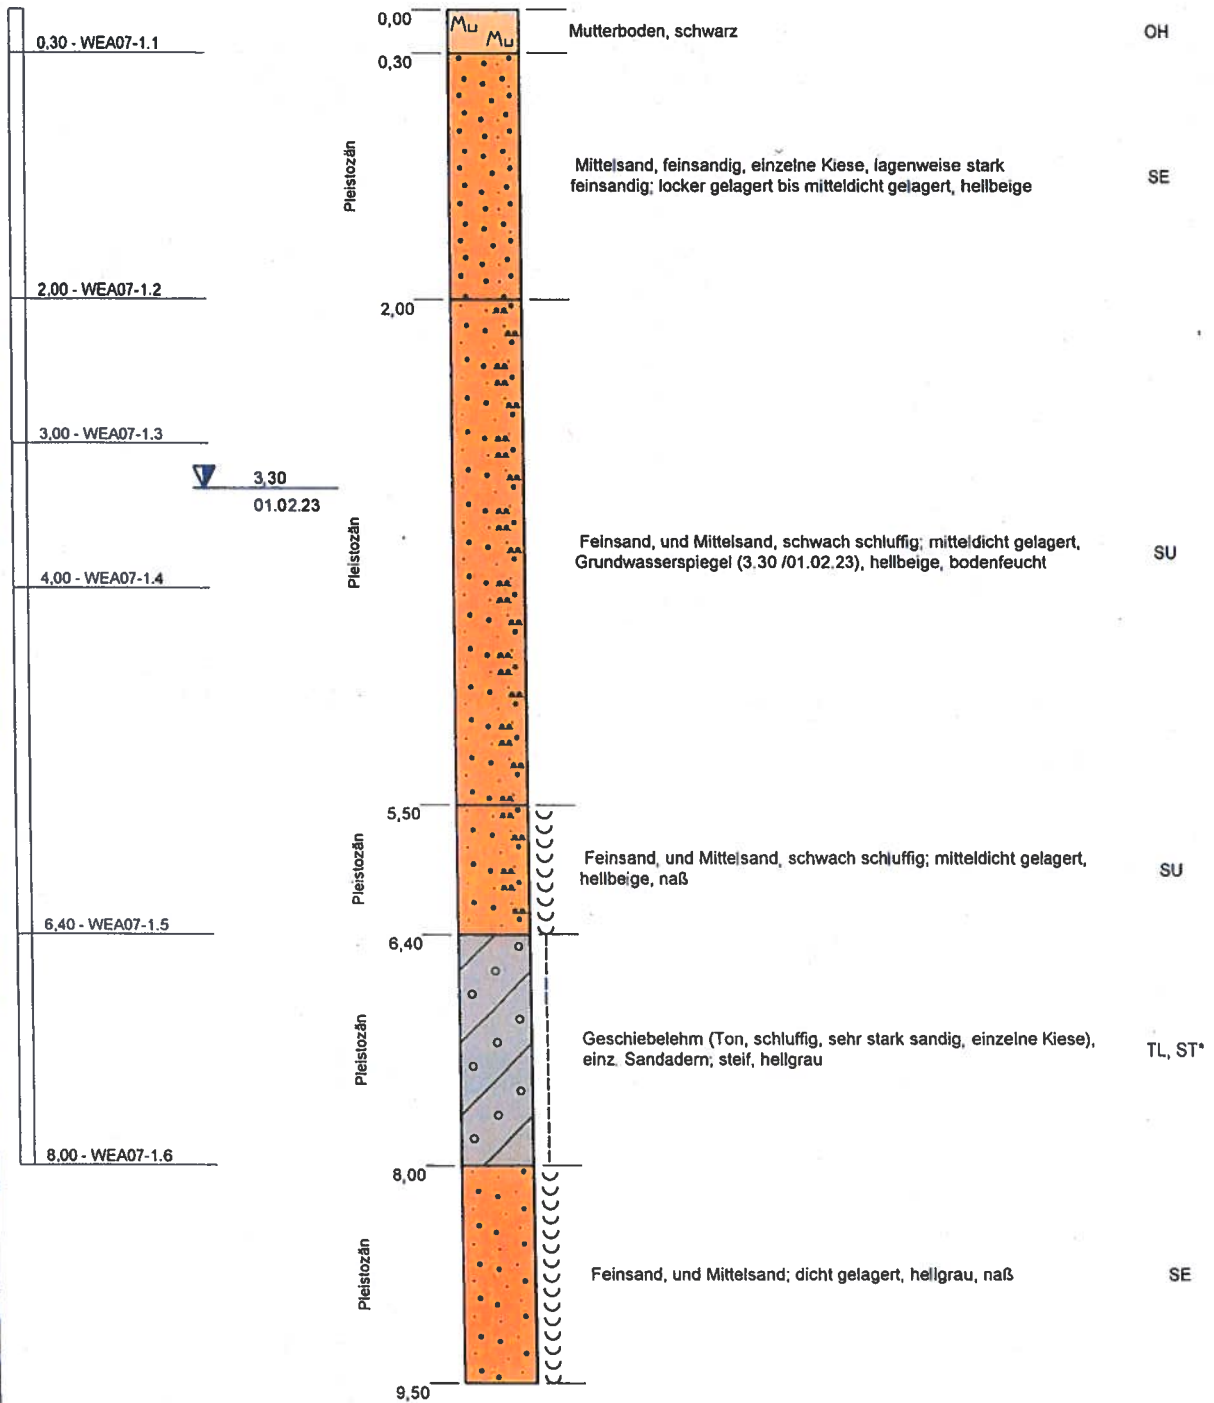 0,00
Mu
Mu
Mutterboden, schwarz
OH
0,30 - WEA07-1.1
0,30
Pleistozän
Mittelsand, feinsandig, einzelne Kiese, lagenweise stark
feinsandig; locker gelagert bis mitteldicht gelagert, hellbeige
SE
2,00 - WEA07-1.2
2,00
3,00 - WEA07-1.3
3,30
01.02.23
Pleistozän
Feinsand, und Mittelsand, schwach schluffig; mitteldicht gelagert,
Grundwasserspiegel (3.30 /01.02.23), hellbeige, bodenfeucht
SU
4,00 - WEA07-1.4
5,50
Pleistozän
Feinsand, und Mittelsand, schwach schluffig; mitteldicht gelagert,
hellbeige, naß
SU
6,40 - WEA07-1.5
6,40
Pleistozän
Geschiebelehm (Ton, schluffig, sehr stark sandig, einzelne Kiese),
einz. Sandadern; steif, hellgrau
TL, ST*
8,00 - WEA07-1.6
8,00
Pleistozän
Feinsand, und Mittelsand; dicht gelagert, hellgrau, naß
SE
9,50